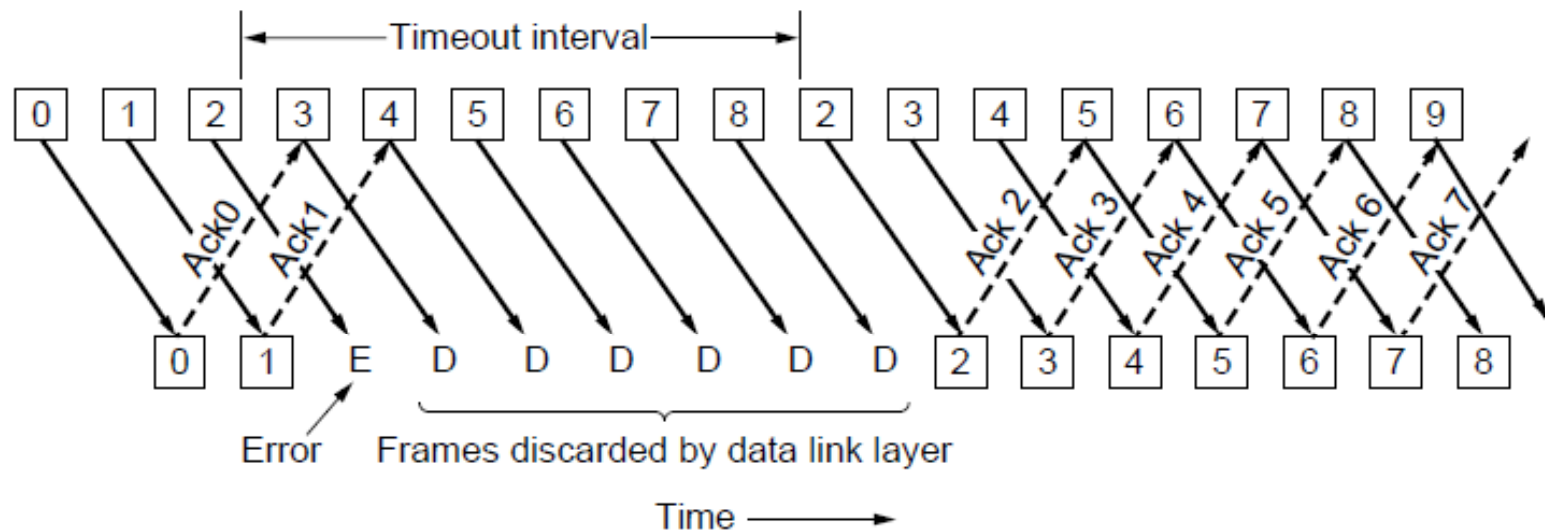 Timeout interval
0 1 2 3 4 5 6 7 8 2 3 4 5 6 7 8 9
Ack0 Ack1 Ack 2 Ack 3 Ack 4 Ack 5 Ack 6 Ack 7
0 1 E D D D D D D 2 3 4 5 6 7 8
Error Frames discarded by data link layer
Time